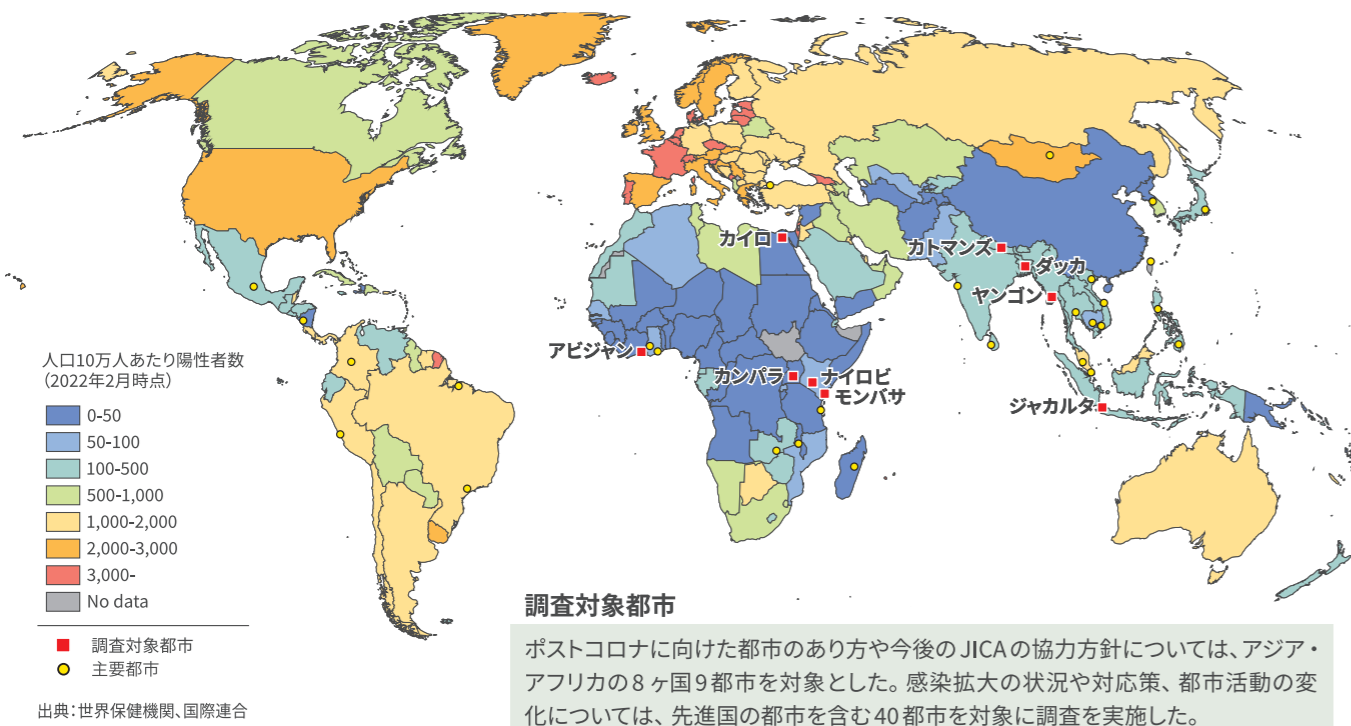 カイロ
カトマンズ
ダッカ
ヤンゴン
アビジャン
カンパラ
ナイロビ
モンバサ
ジャカルタ
人口10万人あたり陽性者数
（2022年2月時点）
0-50
50-100
100-500
500-1,000
1,000-2,000
2,000-3,000
3,000-
No data
調査対象都市
主要都市
出典：世界保健機関、国際連合
調査対象都市
ポストコロナに向けた都市のあり方や今後のJICAの協力方針については、アジア・
アフリカの8ヶ国9都市を対象とした。感染拡大の状況や対応策、都市活動の変
化については、先進国の都市を含む40都市を対象に調査を実施した。